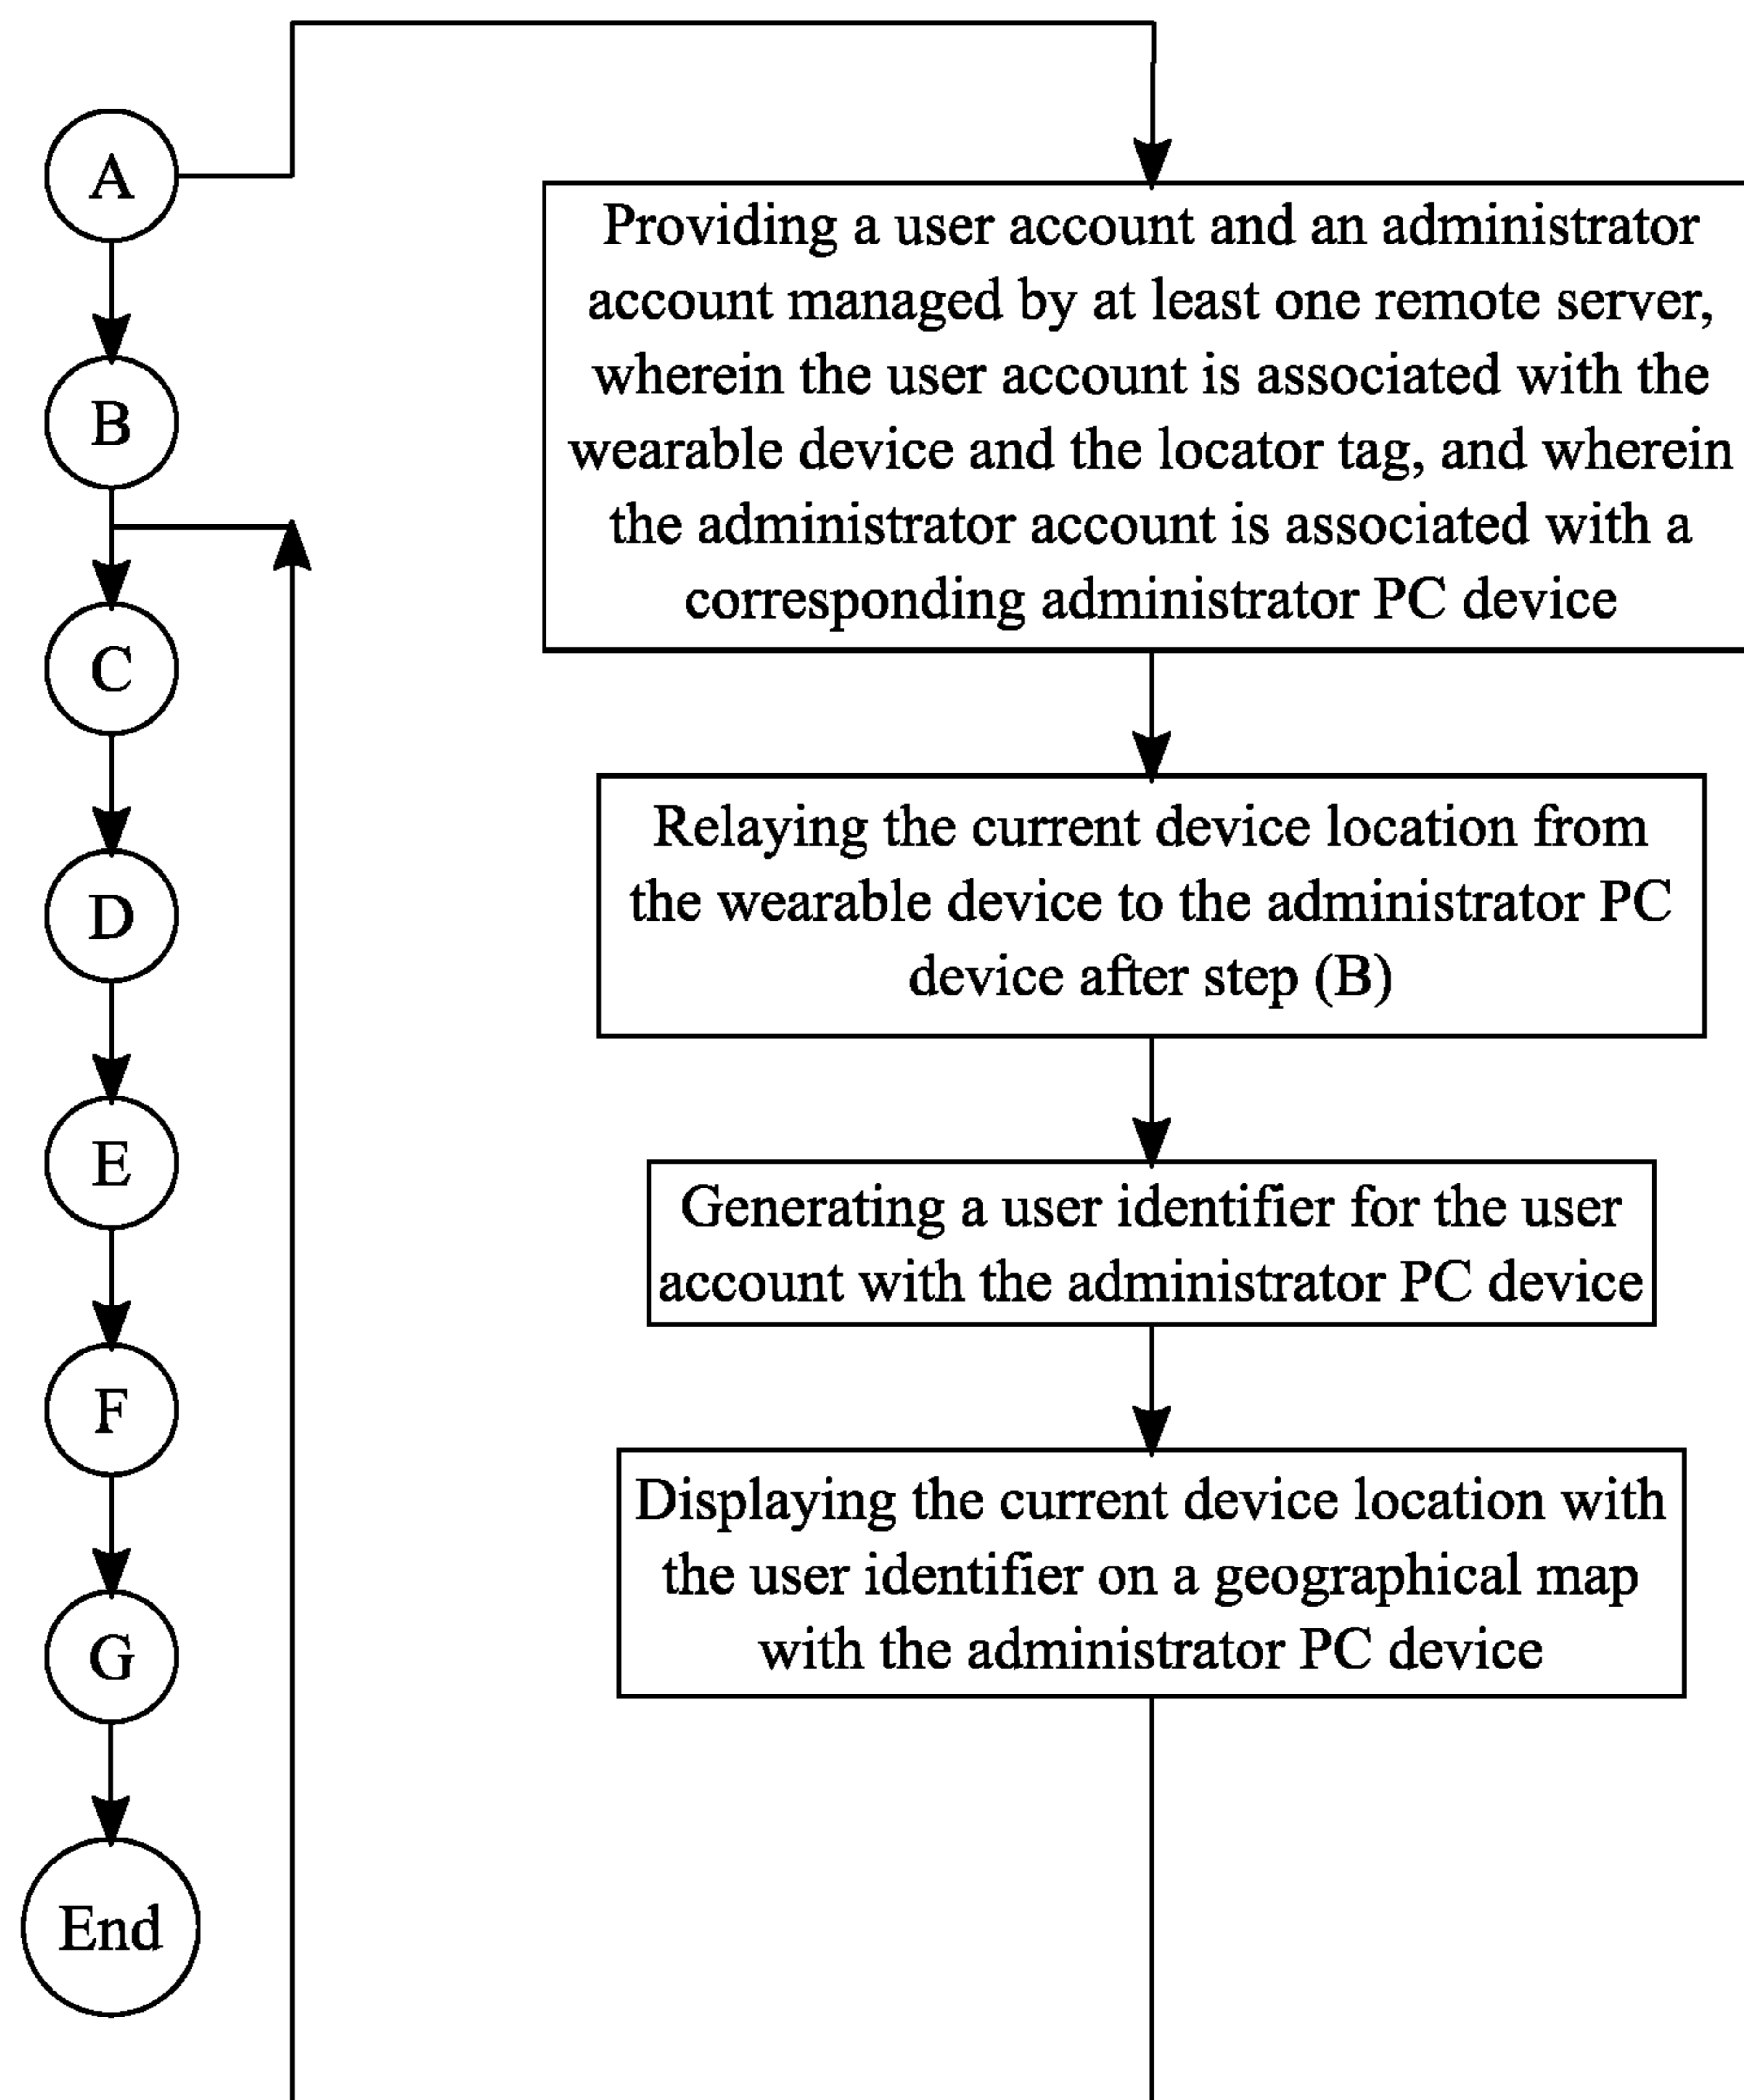 A
B
C
D
E
F
G
End
Providing a user account and an administrator
account managed by at least one remote server,
wherein the user account is associated with the
wearable device and the locator tag, and wherein
the administrator account is associated with a
corresponding administrator PC device
Relaying the current device location from
the wearable device to the administrator PC
device after step (B)
Generating a user identifier for the user
account with the administrator PC device
Displaying the current device location with
the user identifier on a geographical map
with the administrator PC device